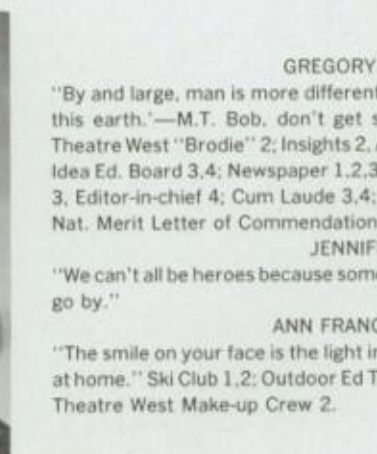 GREGORY
"By and large, man is more different
this earth.'—M.T. Bob, don't get s
Theatre West "Brodie" 2; Insights 2,
Idea Ed. Board 3,4; Newspaper 1,2,3
3, Editor-in-chief 4; Cum Laude 3,4;
Nat. Merit Letter of Commendation
JENNIF
"We can't all be heroes because some
go by."
ANN FRANC
"The smile on your face is the light in
at home." Ski Club 1,2; Outdoor Ed T
Theatre West Make-up Crew 2.